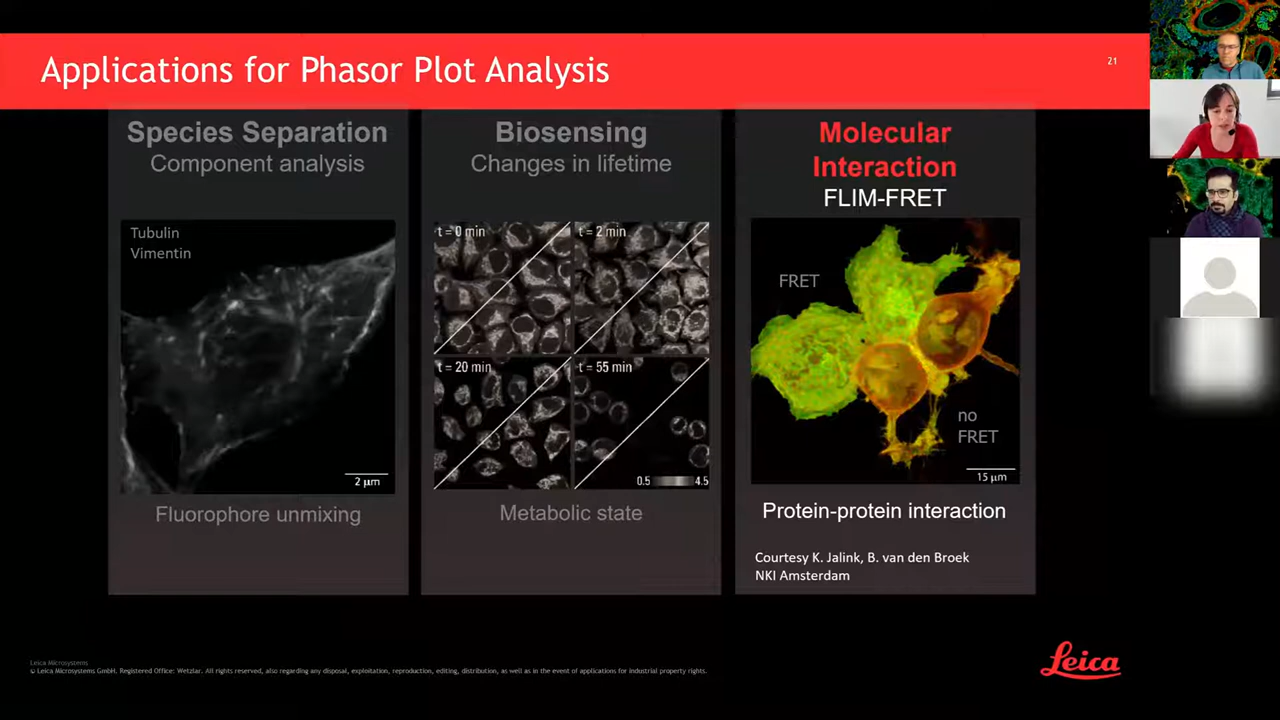 Applications for Phasor Plot Analysis
21
Species Separation
Component analysis
Tubulin
Vimentin
2 µm
Fluorophore unmixing
Biosensing
Changes in lifetime
t = 0 min
t = 2 min
t = 20 min
t = 55 min
0.5
4.5
Metabolic state
Molecular
Interaction
FLIM-FRET
FRET
no
FRET
15 µm
Protein-protein interaction
Courtesy K. Jalink, B. van den Broek
NKI Amsterdam
Leica Microsystems
© Leica Microsystems GmbH. Registered Office: Wetzlar. All rights reserved, also regarding any disposal, exploitation, reproduction, editing, distribution, as well as in the event of applications for industrial property rights.
Leica